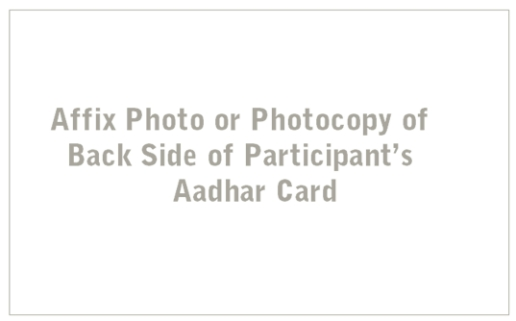 Affix Photo or Photocopy of
Back Side of Participant’s
Aadhar Card